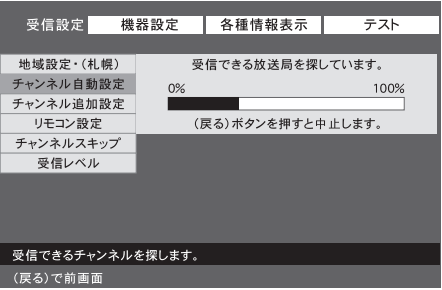 受信設定 機器設定 各種情報表示 テスト
地域設定・(札幌)
チャンネル自動設定
チャンネル追加設定
リモコン設定
チャンネルスキップ
受信レベル
受信できる放送局を探しています。
0% 100%
(戻る)ボタンを押すと中止します。
受信できるチャンネルを探します。
(戻る)で前画面